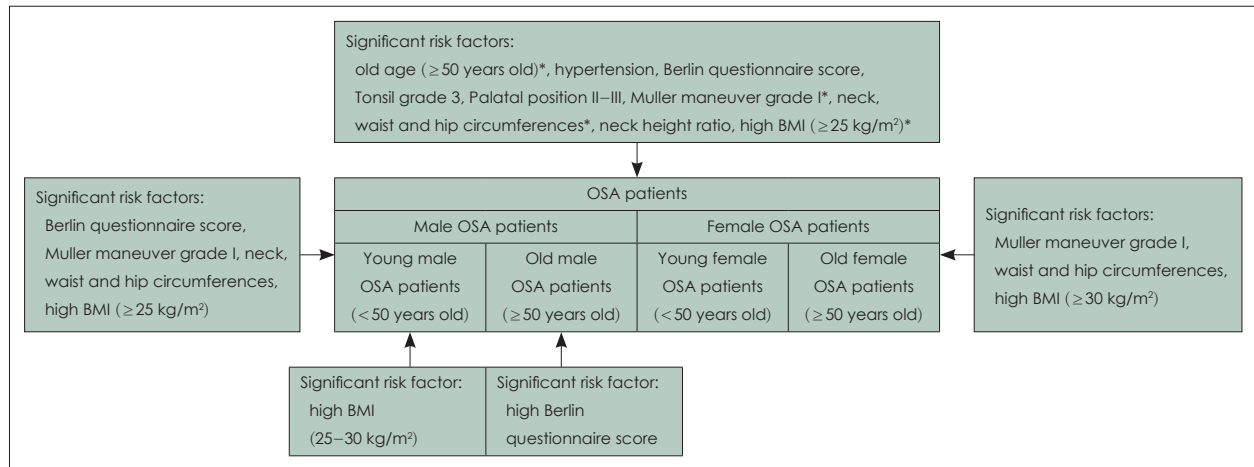 Significant risk factors:
old age (≥50 years old)*, hypertension, Berlin questionnaire score,
Tonsil grade 3, Palatal position II–III, Muller maneuver grade I*, neck,
waist and hip circumferences*, neck height ratio, high BMI (≥25 kg/m²)*
Significant risk factors:
Berlin questionnaire score,
Muller maneuver grade I, neck,
waist and hip circumferences,
high BMI (≥25 kg/m²)
OSA patients
Male OSA patients
Female OSA patients
Young male
OSA patients
(<50 years old)
Old male
OSA patients
(≥50 years old)
Young female
OSA patients
(<50 years old)
Old female
OSA patients
(≥50 years old)
Significant risk factors:
Muller maneuver grade I,
waist and hip circumferences,
high BMI (≥30 kg/m²)
Significant risk factor:
high BMI
(25–30 kg/m²)
Significant risk factor:
high Berlin
questionnaire score